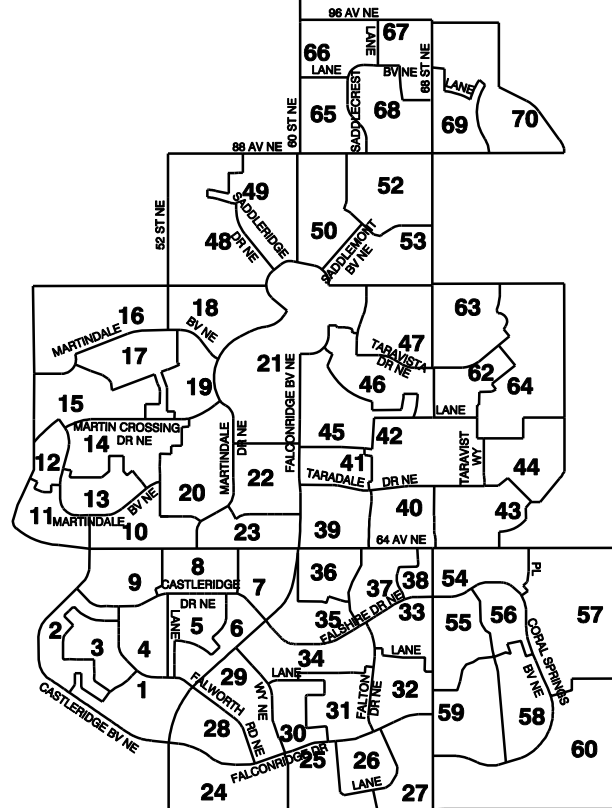 96 AV NE
67
66
LANE
68 ST NE
LANE
BV NE
LANE
SADDLECREST
65
68
69
70
60 ST NE
88 AV NE
52
49
SADDLERIDGE
DR NE
50
48
52 ST NE
SADDLEMONT
BV NE
53
16
18
63
MARTINDALE
BV NE
17
47
TARAVISTA
DR NE
21
FALCONRIDGE BV NE
62
64
19
46
15
LANE
MARTIN CROSSING
DR NE
14
45
42
MARTINDALE
DR NE
TARAVIST
WY
12
41
44
22
TARADALE
DR NE
13
BV NE
20
11
MARTINDALE
10
23
39
40
43
64 AV NE
8
9
CASTLERIDGE
7
36
37
38
54
PL
DR NE
LANE
5
6
35
FALSHIRE DR NE
33
55
56
57
2
3
4
34
LANE
CORAL SPRINGS
BV NE
29
LANE
1
FALWORTH
RD NE
WY NE
31
FALTON
DR NE
32
CASTLERIDGE BV NE
28
30
59
58
60
FALCONRIDGE DR
25
26
LANE
24
27